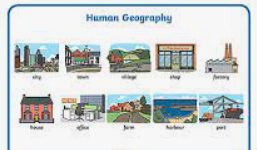 Human Geography
city town village shop factory
house office farm harbour port